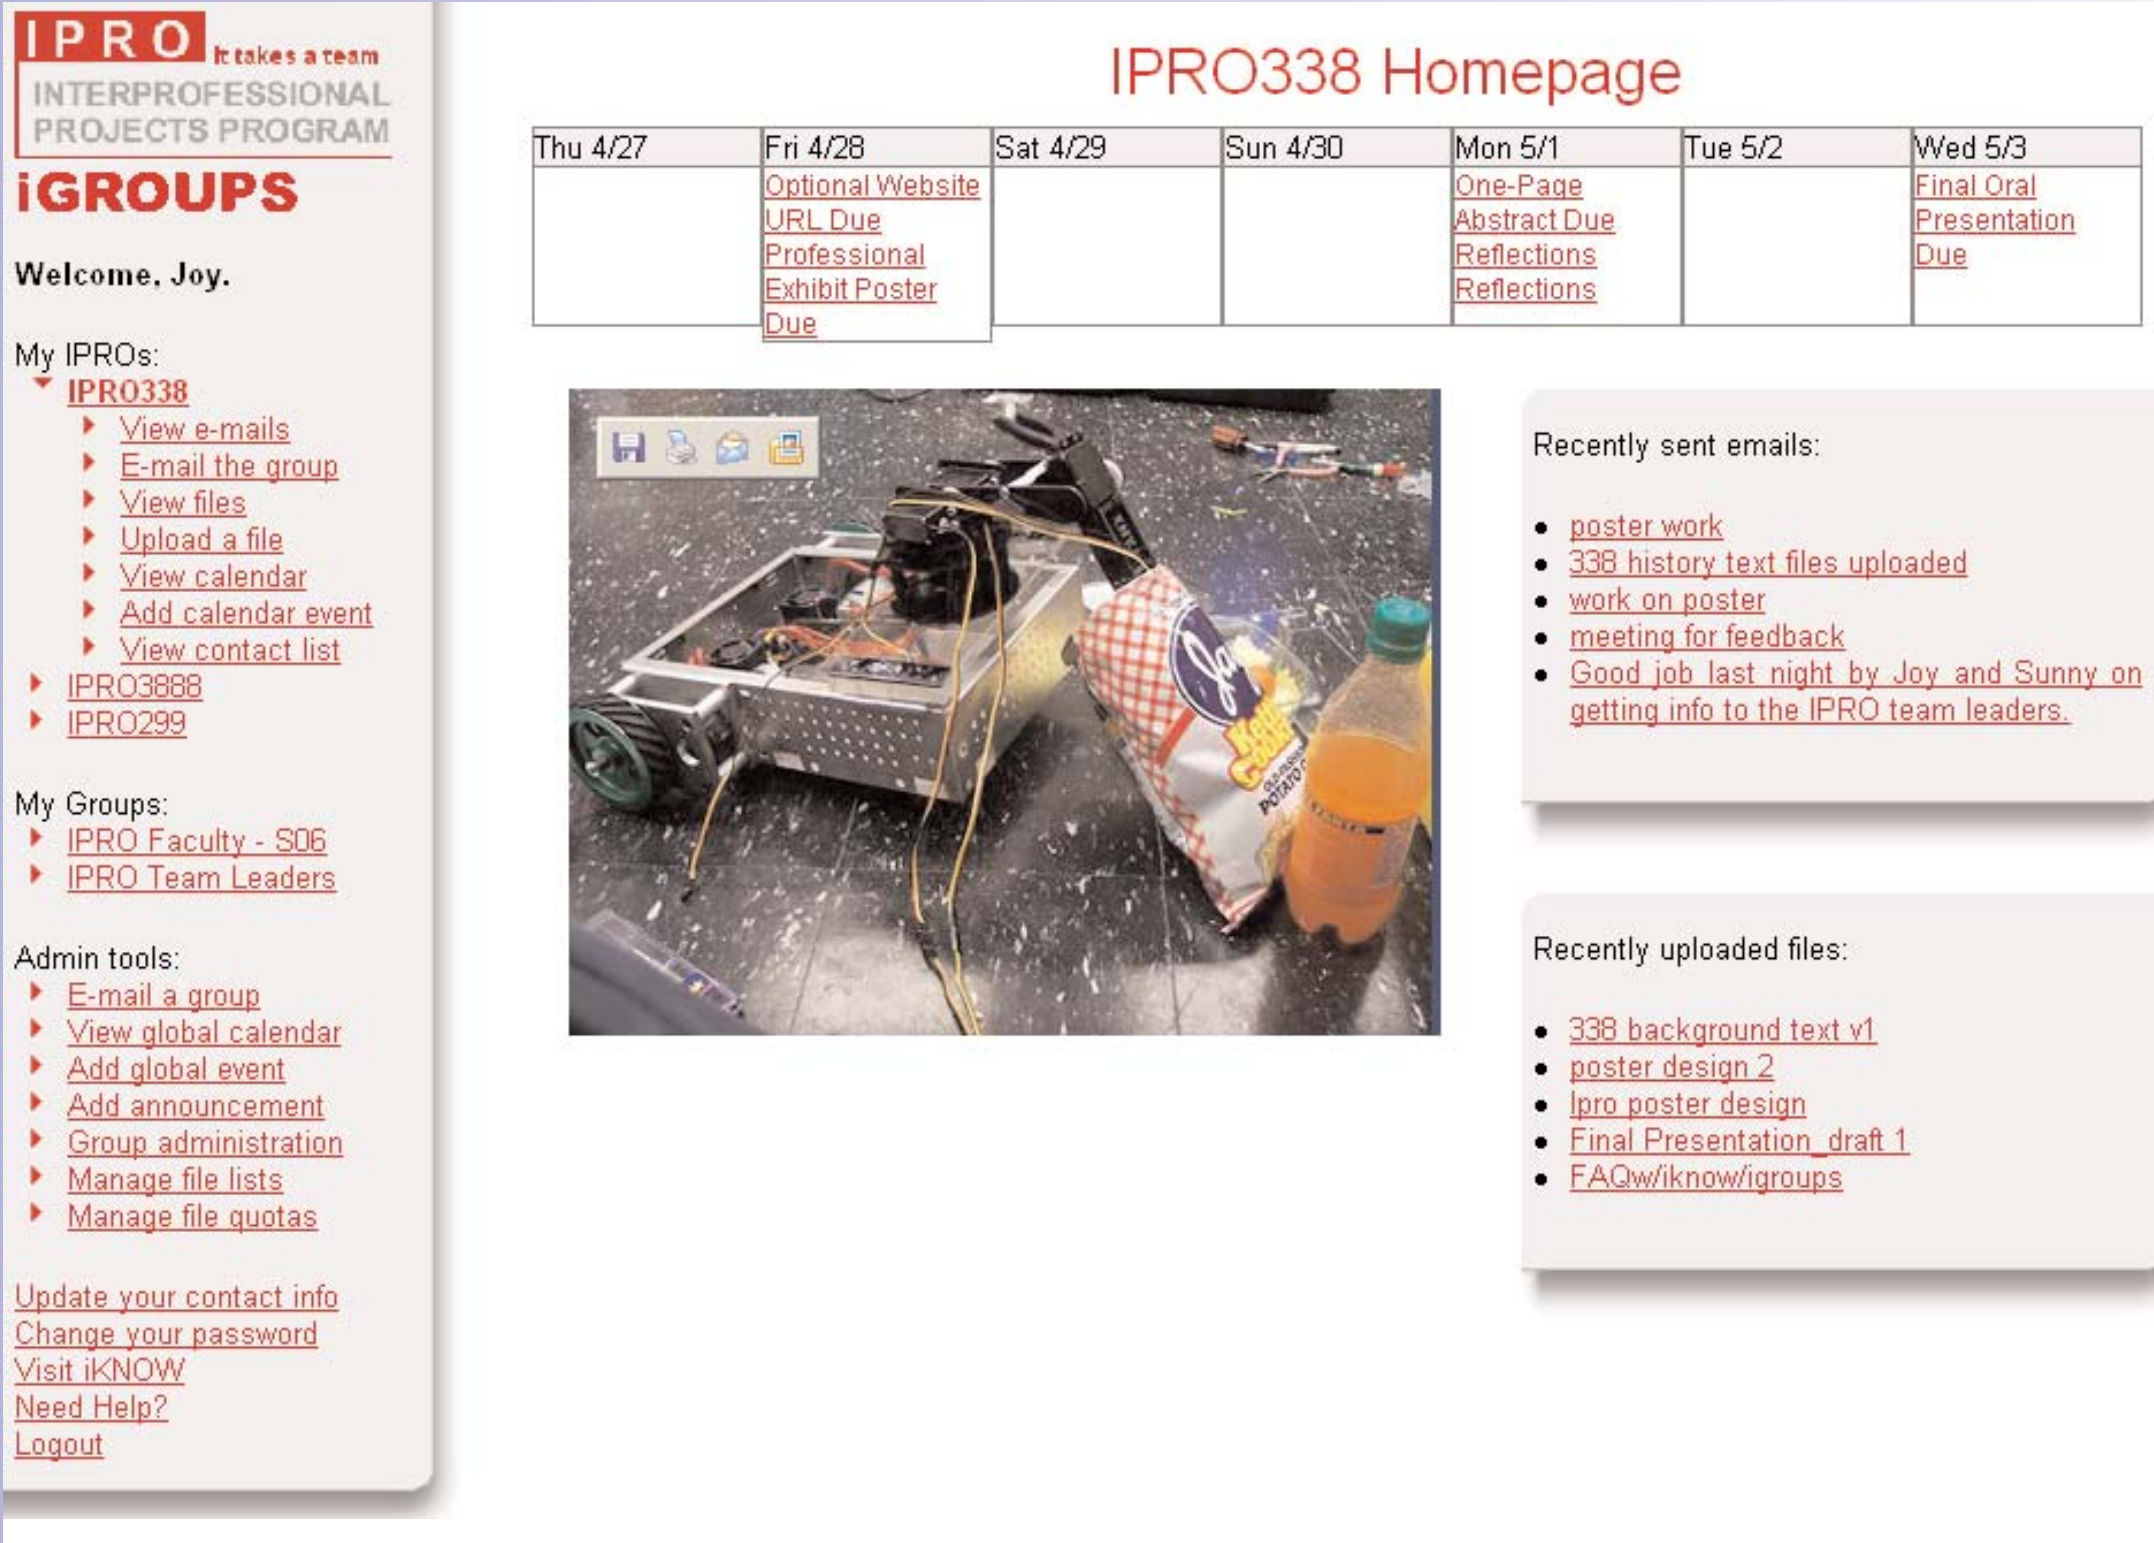 IPRO It takes a team
INTERPROFESSIONAL
PROJECTS PROGRAM
iGROUPS
Welcome, Joy.
My IPROs:
IPRO338
View e-mails
E-mail the group
View files
Upload a file
View calendar
Add calendar event
View contact list
IPRO3888
IPRO299
My Groups:
IPRO Faculty - S06
IPRO Team Leaders
Admin tools:
E-mail a group
View global calendar
Add global event
Add announcement
Group administration
Manage file lists
Manage file quotas
Update your contact info
Change your password
Visit iKNOW
Need Help?
Logout
IPRO338 Homepage
Thu 4/27
Fri 4/28
Sat 4/29
Sun 4/30
Mon 5/1
Tue 5/2
Wed 5/3
Optional Website
URL Due
Professional
Exhibit Poster
Due
One-Page
Abstract Due
Reflections
Reflections
Final Oral
Presentation
Due
Jay
POTATO
Recently sent emails:
poster work
338 history text files uploaded
work on poster
meeting for feedback
Good job last night by Joy and Sunny on
getting info to the IPRO team leaders.
Recently uploaded files:
338 background text v1
poster design 2
Ipro poster design
Final Presentation_draft 1
FAQw/iknow/igroups